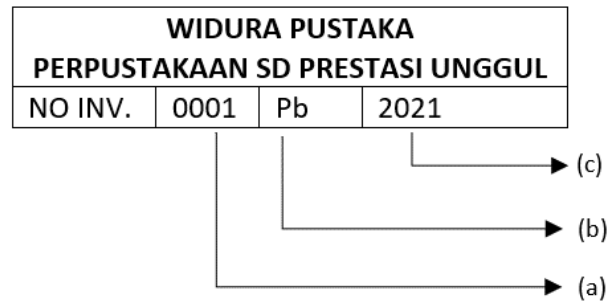 WIDURA PUSTAKA
PERPUSTAKAAN SD PRESTASI UNGGUL
NO INV. 0001 Pb 2021
(c)
(b)
(a)